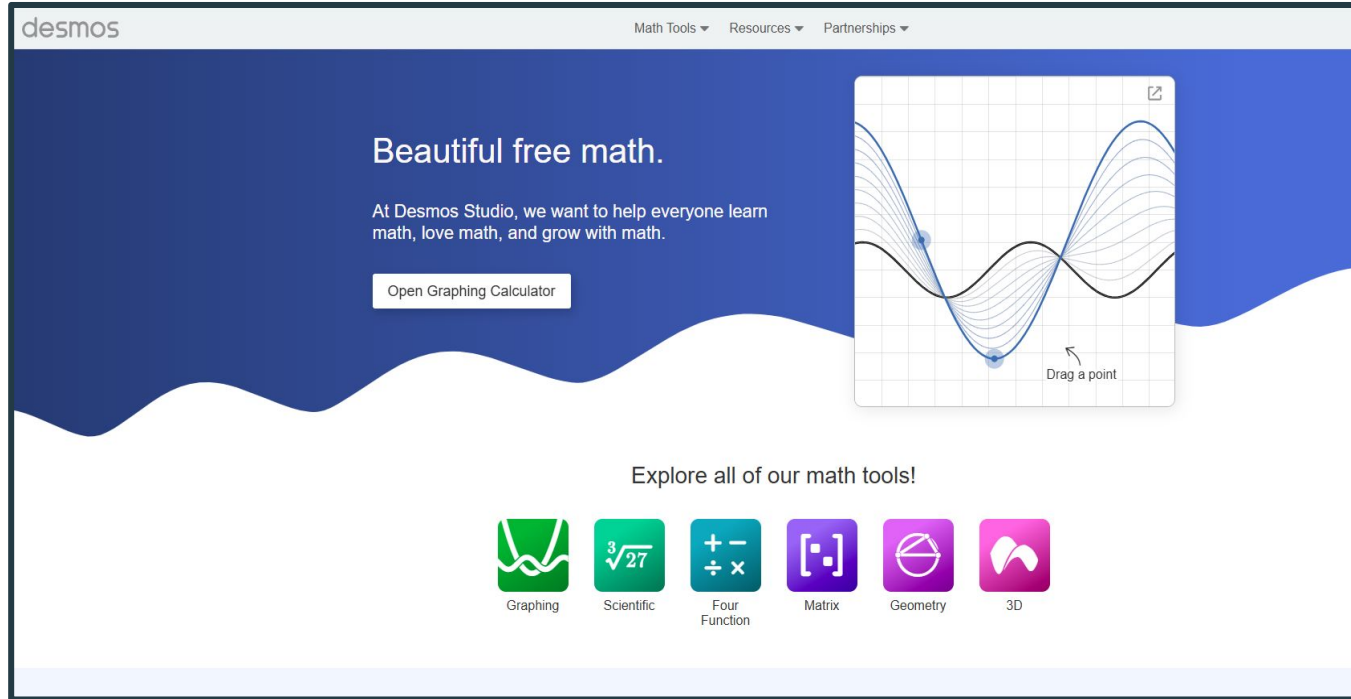 desmos
Math Tools Resources Partnerships
Beautiful free math.
At Desmos Studio, we want to help everyone learn
math, love math, and grow with math.
Open Graphing Calculator
Drag a point
Explore all of our math tools!
3√27
+ −
÷ ×
Graphing Scientific Four Function Matrix Geometry 3D